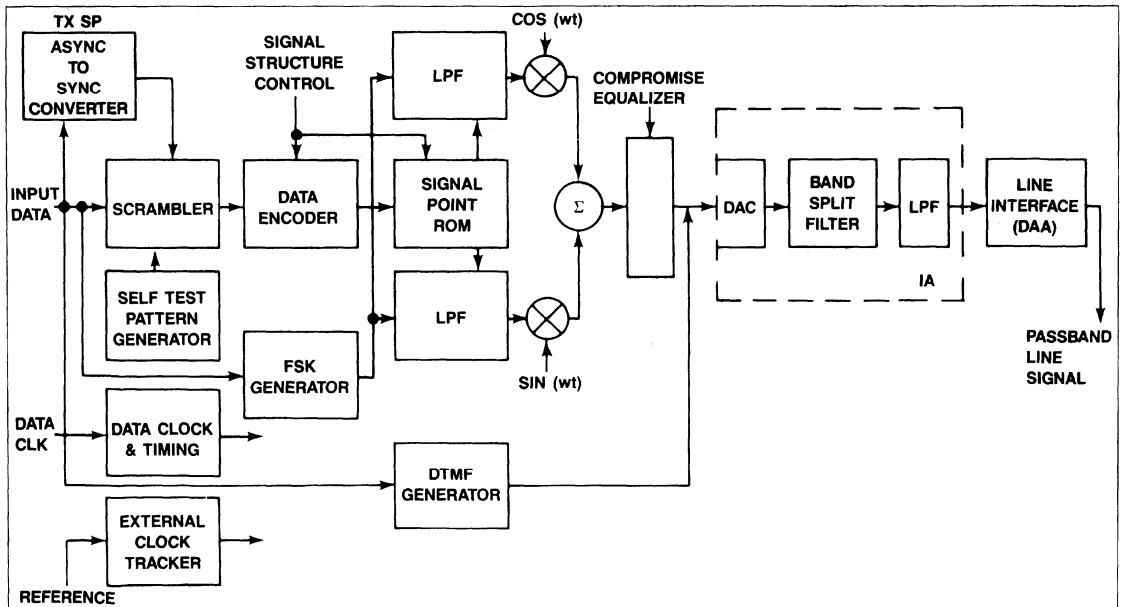 TX SP
ASYNC
TO
SYNC
CONVERTER
SIGNAL
STRUCTURE
CONTROL
LPF
COS (wt)
COMPROMISE
EQUALIZER
INPUT
DATA
SCRAMBLER
DATA
ENCODER
SIGNAL
POINT
ROM
Σ
DAC
BAND
SPLIT
FILTER
LPF
LINE
INTERFACE
(DAA)
IA
SELF TEST
PATTERN
GENERATOR
LPF
FSK
GENERATOR
SIN (wt)
PASSBAND
LINE
SIGNAL
DATA
CLK
DATA CLOCK
& TIMING
DTMF
GENERATOR
EXTERNAL
CLOCK
TRACKER
REFERENCE